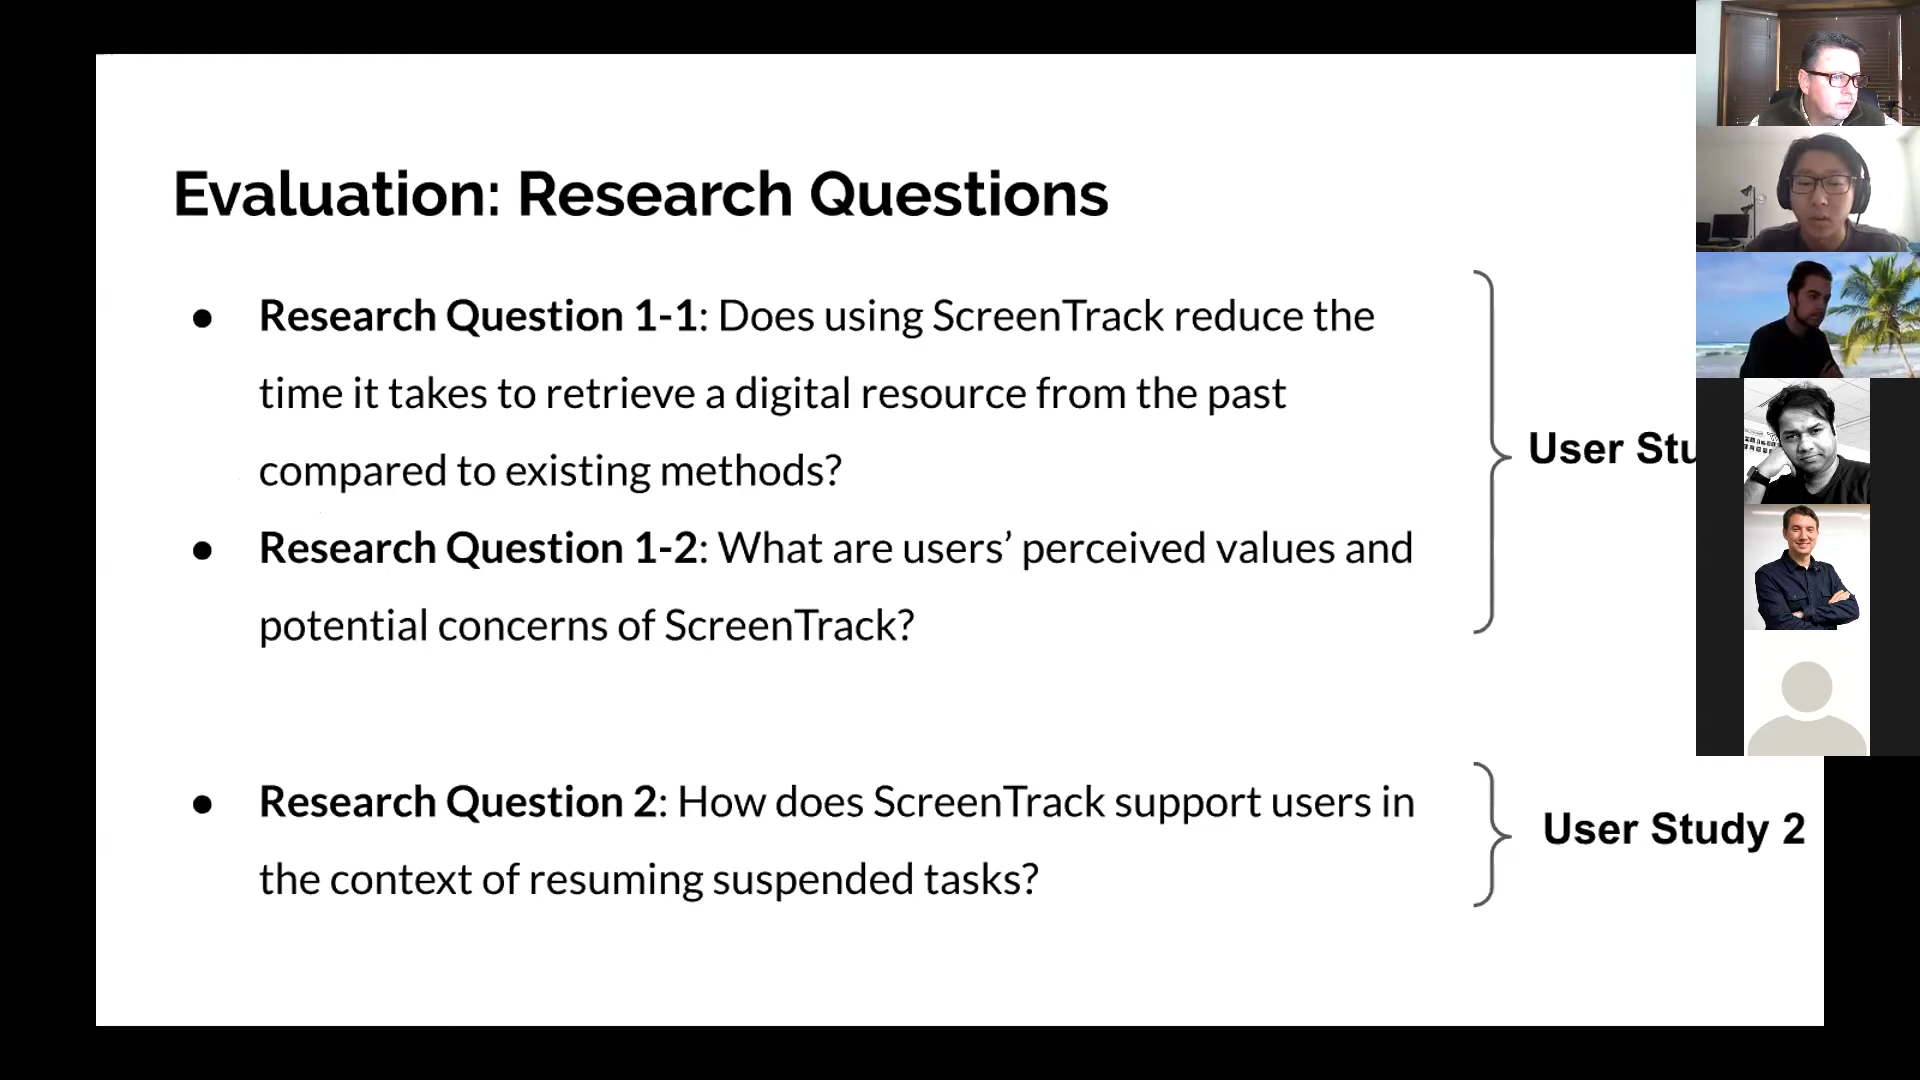 Evaluation: Research Questions
● Research Question 1-1: Does using ScreenTrack reduce the
time it takes to retrieve a digital resource from the past
compared to existing methods?
● Research Question 1-2: What are users’ perceived values and
potential concerns of ScreenTrack?
User
● Research Question 2: How does ScreenTrack support users in
the context of resuming suspended tasks?
User Study 2